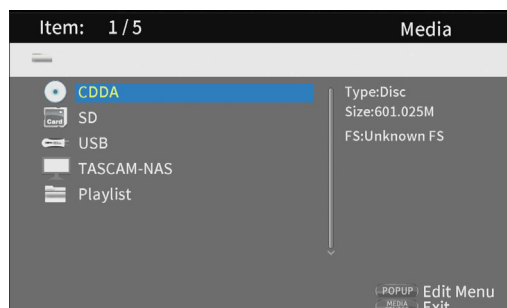 Item: 1/5 Media
CDDA
SD
USB
TASCAM-NAS
Playlist
Type:Disc
Size:601.025M
FS:Unknown FS
POPUP Edit Menu
MEDIA Exit
Card